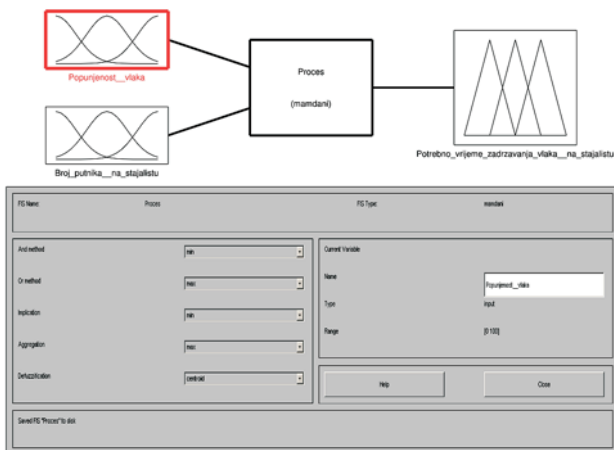 Popunjenost__vlaka
Proces
(mamdani)
Broj_putnika__na_stajalistu
Potrebno_vrijeme_zadrzavanja_vlaka__na_stajalistu
FIS Name:
Proces
FIS Type:
mamdani
And method
min
Or method
max
Implication
min
Aggregation
max
Defuzzification
centroid
Current Variable
Name
Popunjenost__vlaka
Type
input
Range
[0 100]
Help
Close
Saved FIS "Proces" to disk